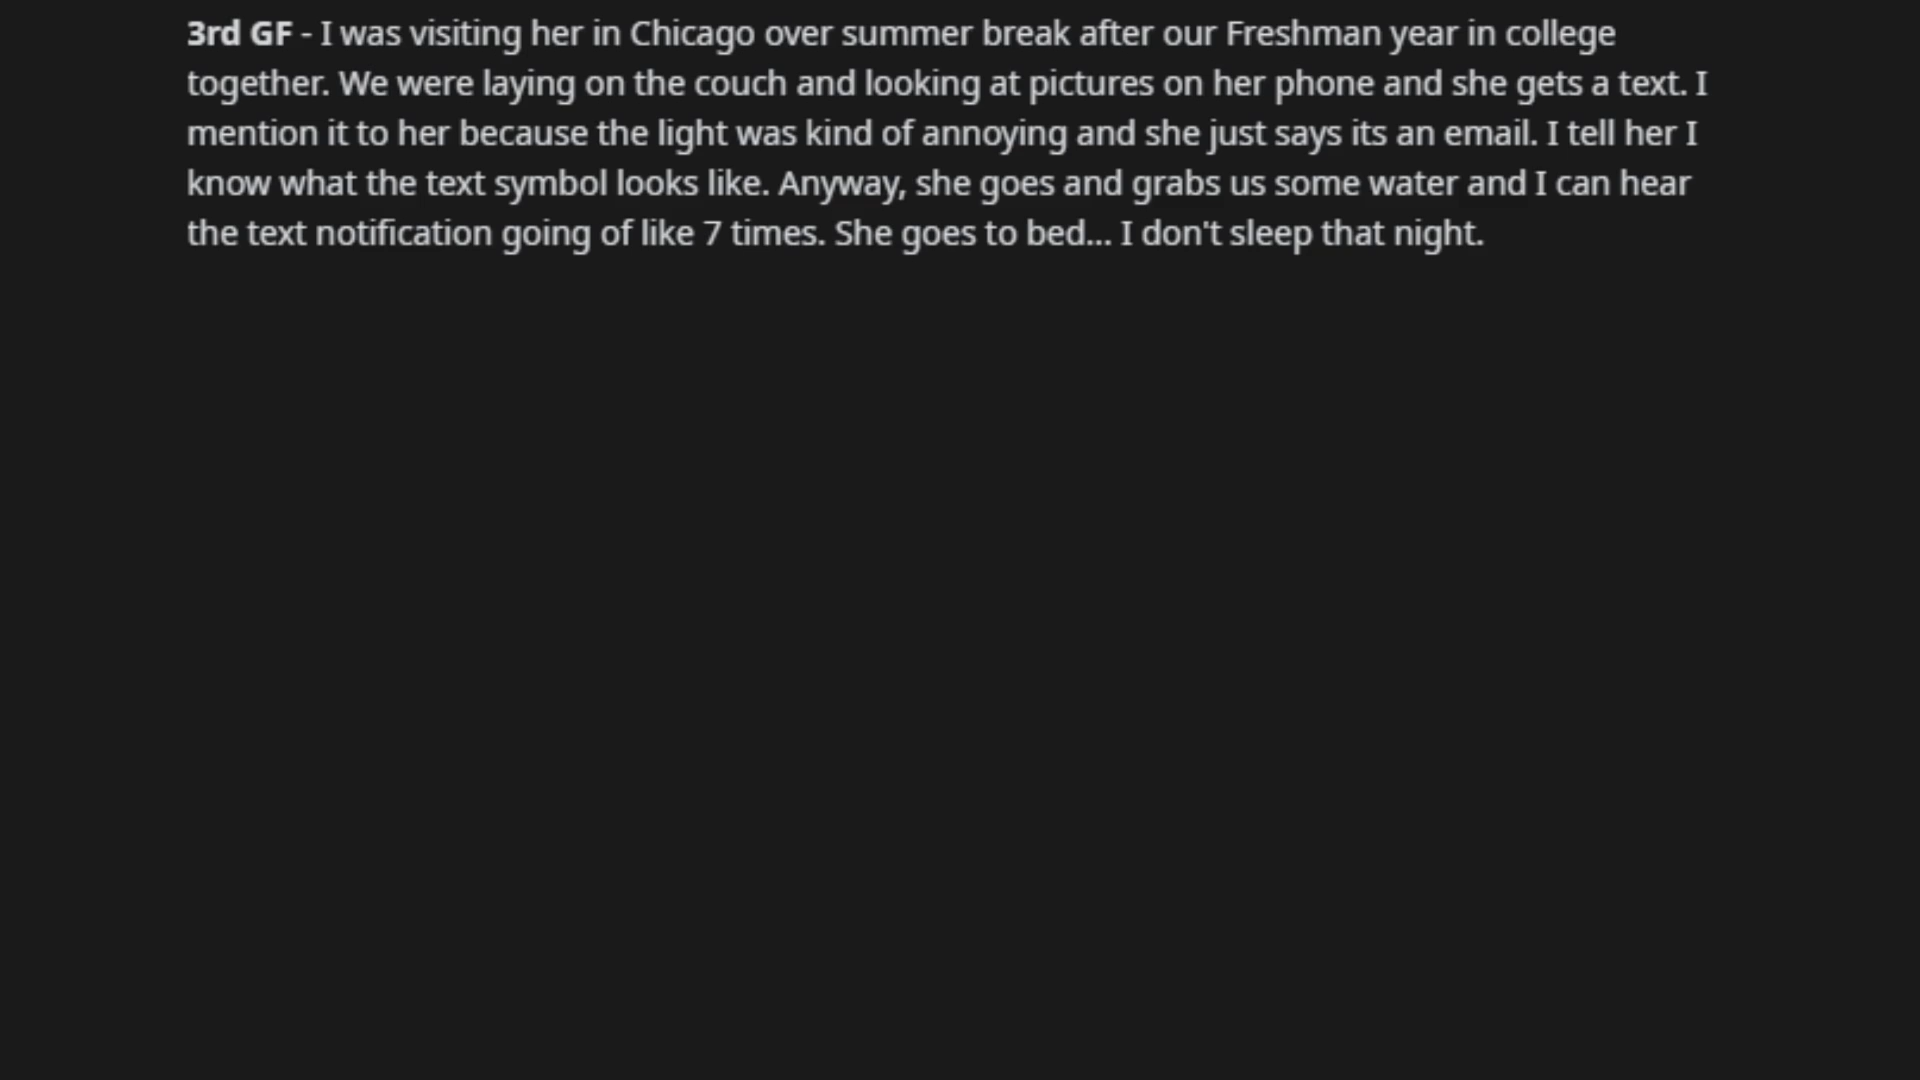 3rd GF - I was visiting her in Chicago over summer break after our Freshman year in college
together. We were laying on the couch and looking at pictures on her phone and she gets a text. I
mention it to her because the light was kind of annoying and she just says its an email. I tell her I
know what the text symbol looks like. Anyway, she goes and grabs us some water and I can hear
the text notification going of like 7 times. She goes to bed... I don't sleep that night.